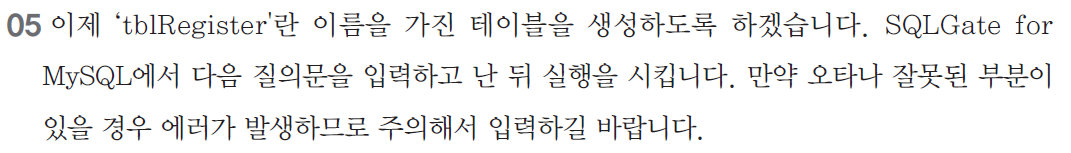 05 이제 ‘tblRegister'란 이름을 가진 테이블을 생성하도록 하겠습니다. SQLGate for
MySQL에서 다음 질의문을 입력하고 난 뒤 실행을 시킵니다. 만약 오타나 잘못된 부분이
있을 경우 에러가 발생하므로 주의해서 입력하길 바랍니다.